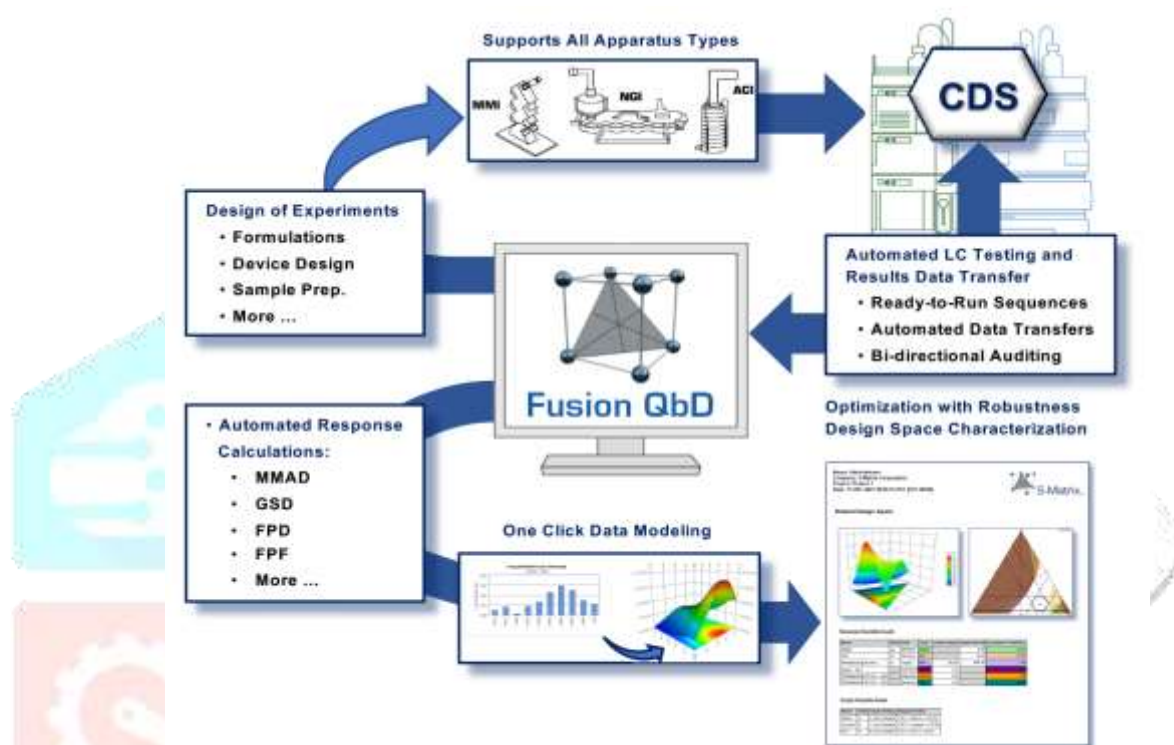 Supports All Apparatus Types
MMI
NGI
ACI
CDS
Design of Experiments
• Formulations
• Device Design
• Sample Prep.
• More ...
Automated LC Testing and
Results Data Transfer
• Ready-to-Run Sequences
• Automated Data Transfers
• Bi-directional Auditing
Fusion QbD
• Automated Response
Calculations:
• MMAD
• GSD
• FPD
• FPF
• More ...
One Click Data Modeling
Optimization with Robustness
Design Space Characterization
S-Matrix